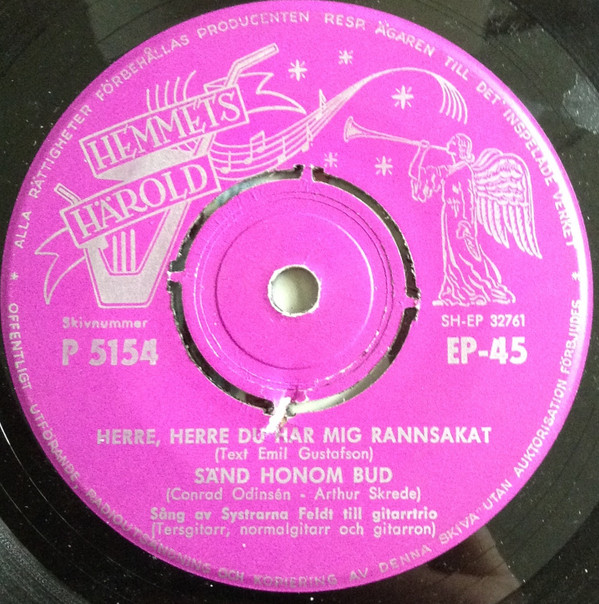 ALLA RÄTTIGHETER FÖRBEHÅLLAS PRODUCENTEN RESP. ÄGAREN TILL DET INSPELADE VERKET
HEMMETS
HÄROLD
Skivnummer
P 5154
SH-EP 32761
EP-45
HERRE, HERRE DU HAR MIG RANNSAKAT
(Text Emil Gustafson)
SÄND HONOM BUD
(Conrad Odinsén - Arthur Skrede)
Sång av Systrarna Feldt till gitarrtrio
(Tersgitarr, normalgitarr och gitarron)
OFFENTLIGT UTFÖRANDE, RADIOUTSÄNDNING OCH KOPIERING AV DENNA SKIVA UTAN AUKTORISATION FÖRBJUDES